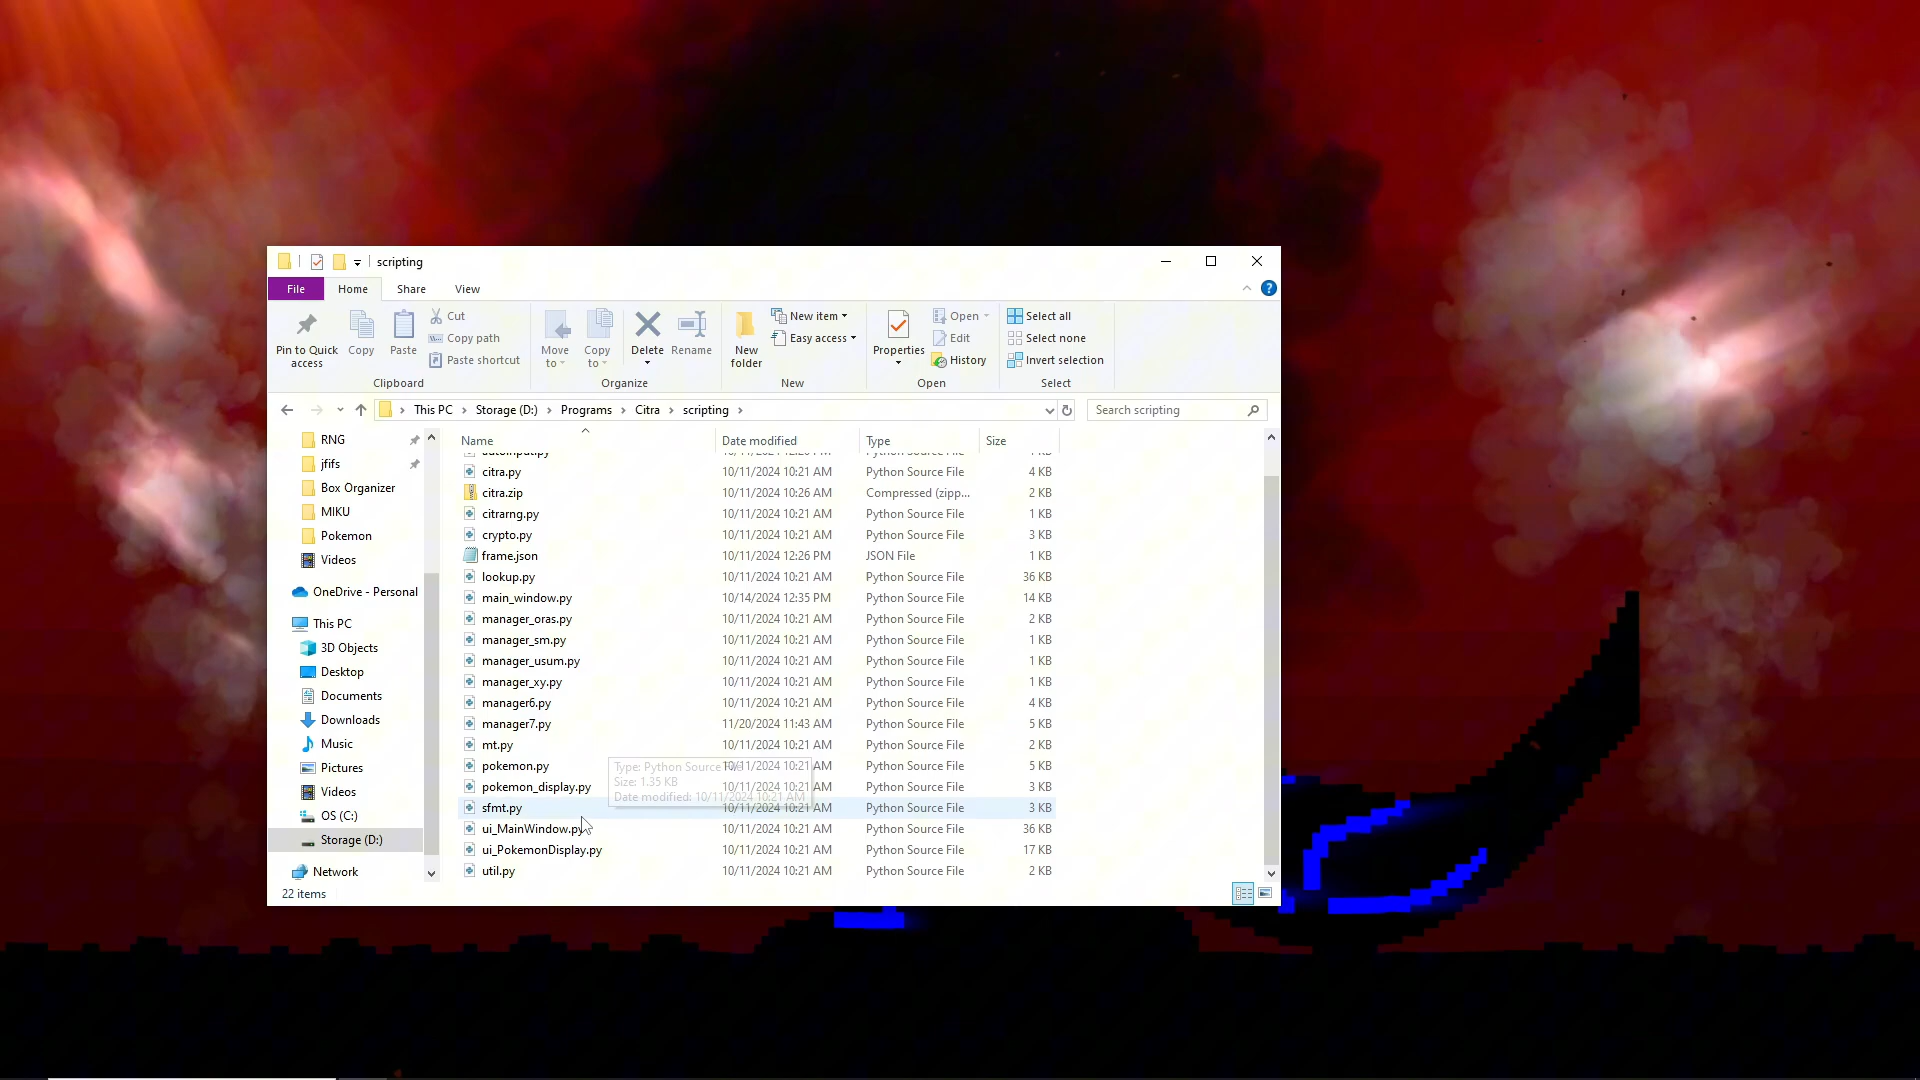 scripting
File Home Share View
Pin to Quick access
Copy
Paste
Cut
Copy path
Paste shortcut
Clipboard
Move to
Copy to
Delete
Rename
Organize
New folder
New item
Easy access
New
Properties
Open
Edit
History
Open
Select all
Select none
Invert selection
Select
This PC > Storage (D:) > Programs > Citra > scripting >
Search scripting
RNG
jfifs
Box Organizer
MIKU
Pokemon
Videos
OneDrive - Personal
This PC
3D Objects
Desktop
Documents
Downloads
Music
Pictures
Videos
OS (C:)
Storage (D:)
Network
Name Date modified Type Size
citra.py 10/11/2024 10:21 AM Python Source File 4 KB
citra.zip 10/11/2024 10:26 AM Compressed (zipp... 2 KB
citrarng.py 10/11/2024 10:21 AM Python Source File 1 KB
crypto.py 10/11/2024 10:21 AM Python Source File 3 KB
frame.json 10/11/2024 12:26 PM JSON File 1 KB
lookup.py 10/11/2024 10:21 AM Python Source File 36 KB
main_window.py 10/14/2024 12:35 PM Python Source File 14 KB
manager_oras.py 10/11/2024 10:21 AM Python Source File 2 KB
manager_sm.py 10/11/2024 10:21 AM Python Source File 1 KB
manager_usum.py 10/11/2024 10:21 AM Python Source File 1 KB
manager_xy.py 10/11/2024 10:21 AM Python Source File 1 KB
manager6.py 10/11/2024 10:21 AM Python Source File 4 KB
manager7.py 11/20/2024 11:43 AM Python Source File 5 KB
mt.py 10/11/2024 10:21 AM Python Source File 2 KB
pokemon.py 10/11/2024 10:21 AM Python Source File 5 KB
pokemon_display.py 10/11/2024 10:21 AM Python Source File 3 KB
sfmt.py 10/11/2024 10:21 AM Python Source File 3 KB
ui_MainWindow.py 10/11/2024 10:21 AM Python Source File 36 KB
ui_PokemonDisplay.py 10/11/2024 10:21 AM Python Source File 17 KB
util.py 10/11/2024 10:21 AM Python Source File 2 KB
Type: Python Source File
Size: 1.35 KB
Date modified: 10/11/2024 10:21 AM
22 items